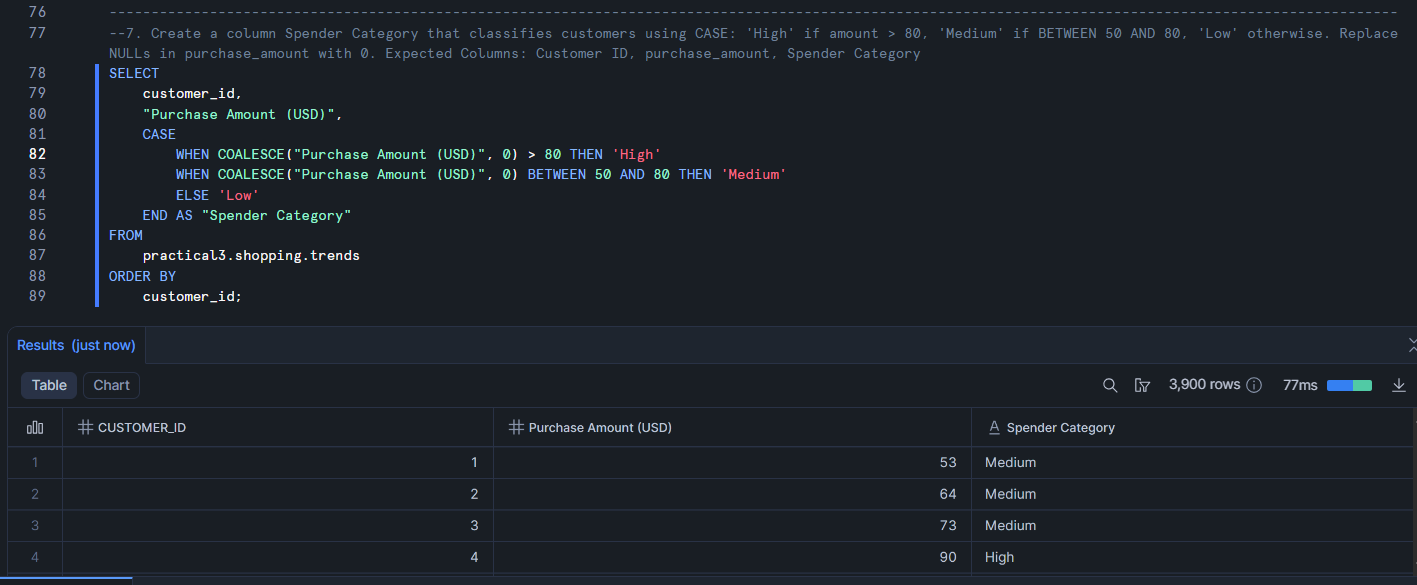 76 ----------------------------------------------------------------------------------------------------------------------------------------------------------
77 --7. Create a column Spender Category that classifies customers using CASE: 'High' if amount > 80, 'Medium' if BETWEEN 50 AND 80, 'Low' otherwise. Replace
NULLs in purchase_amount with 0. Expected Columns: Customer ID, purchase_amount, Spender Category
78 SELECT
79 customer_id,
80 "Purchase Amount (USD)",
81 CASE
82 WHEN COALESCE("Purchase Amount (USD)", 0) > 80 THEN 'High'
83 WHEN COALESCE("Purchase Amount (USD)", 0) BETWEEN 50 AND 80 THEN 'Medium'
84 ELSE 'Low'
85 END AS "Spender Category"
86 FROM
87 practical3.shopping.trends
88 ORDER BY
89 customer_id;
Results (just now)
Table Chart 3,900 rows 77ms
CUSTOMER_ID Purchase Amount (USD) A Spender Category
1 1 53 Medium
2 2 64 Medium
3 3 73 Medium
4 4 90 High